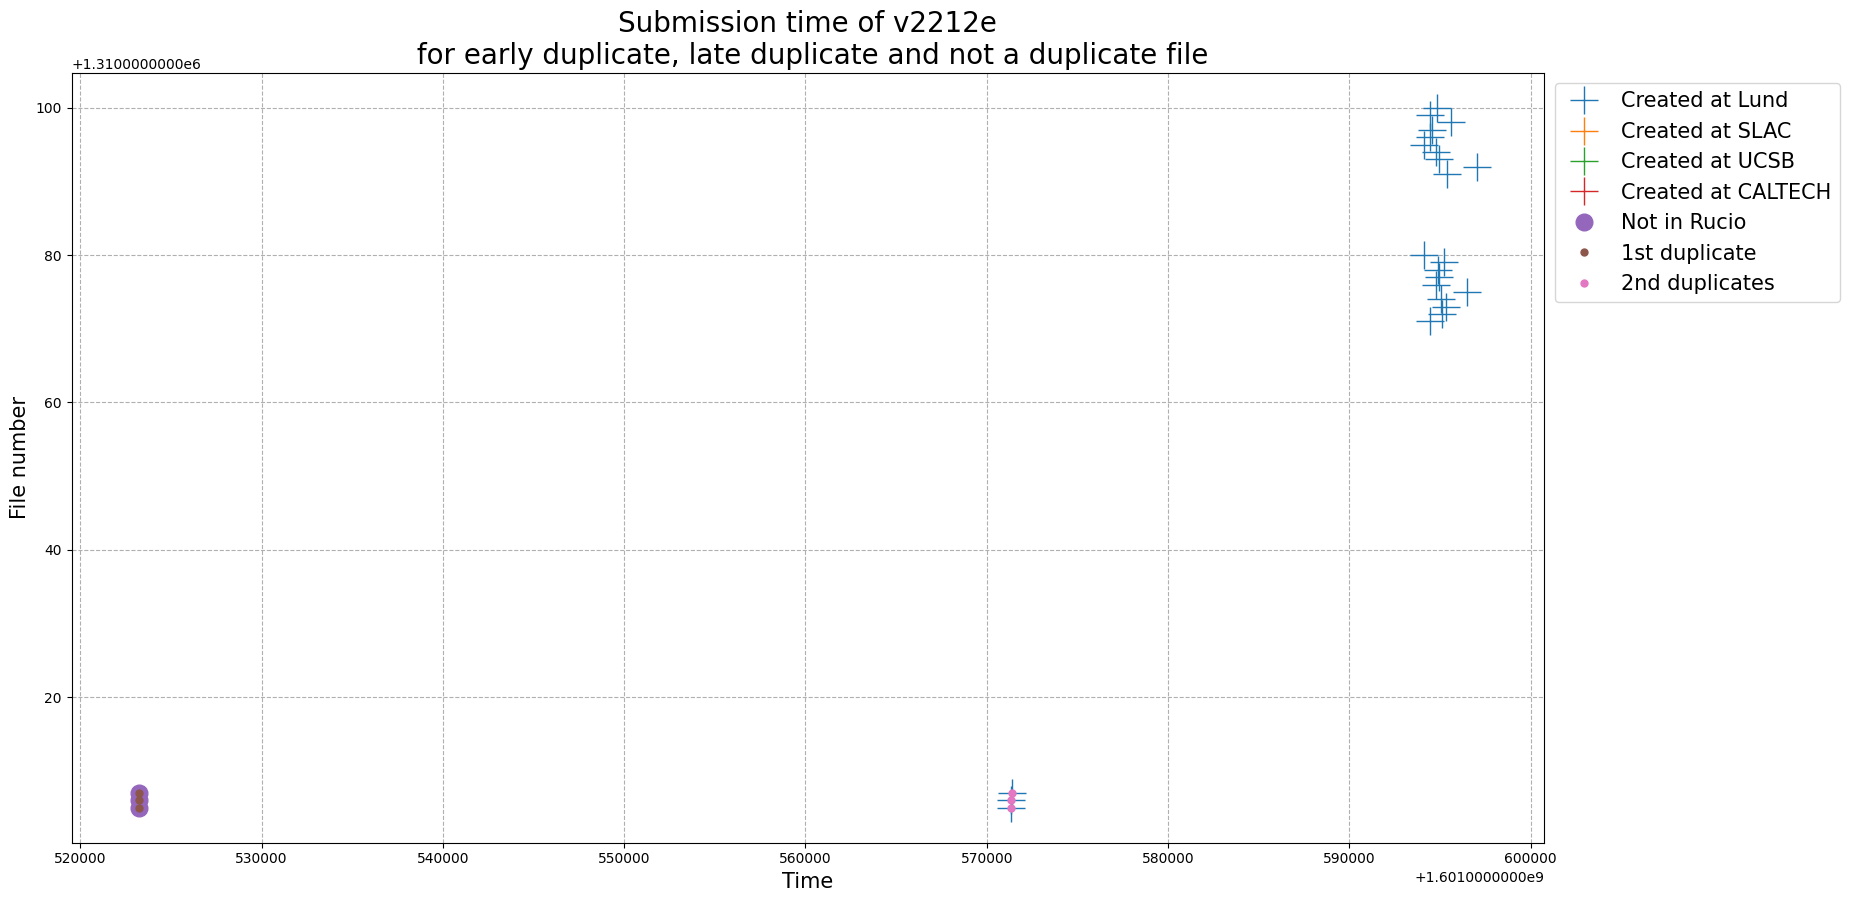 Submission time of v2212e
for early duplicate, late duplicate and not a duplicate file
+1.3100000000e6
100
80
60
40
20
File number
520000
530000
540000
550000
560000
570000
580000
590000
600000
Time
+1.6010000000e9
Created at Lund
Created at SLAC
Created at UCSB
Created at CALTECH
Not in Rucio
1st duplicate
2nd duplicates